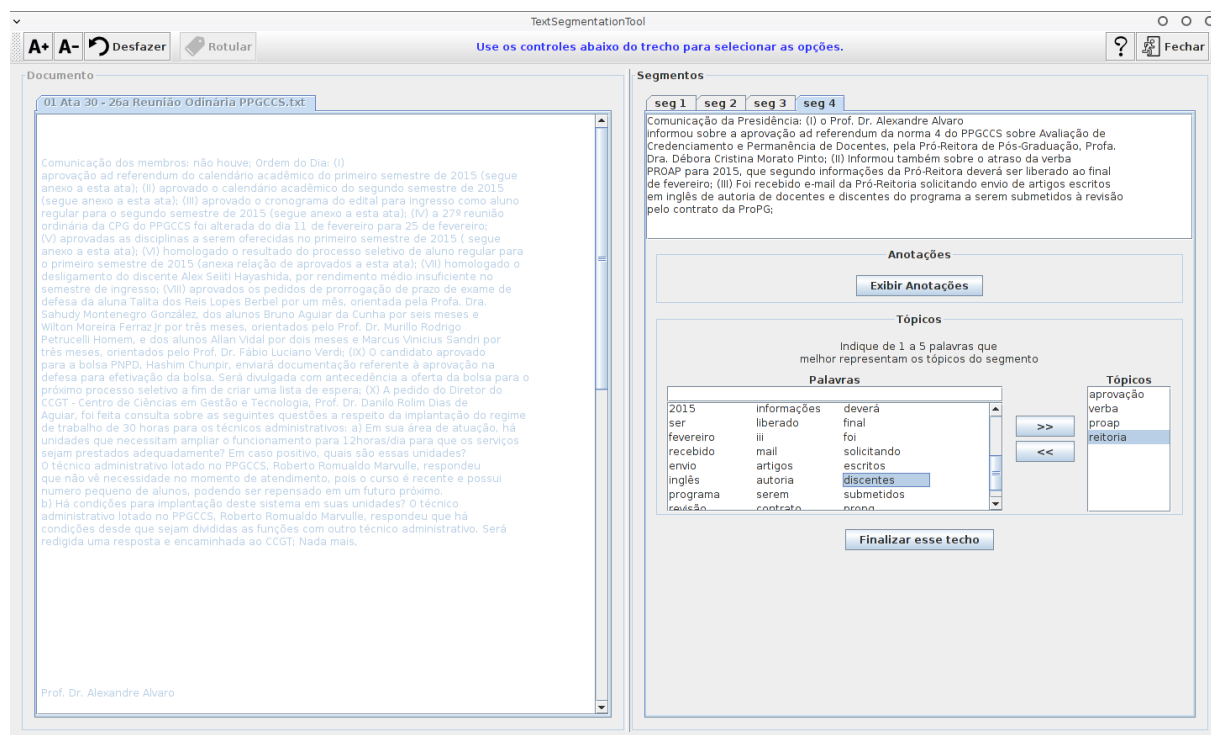 TextSegmentationTool
A+ A- Desfazer Rotular Use os controles abaixo do trecho para selecionar as opções. ? Fechar
Documento
01 Ata 30 - 26a Reunião Odinária PPGCCS.txt
Comunicação dos membros: não houve; Ordem do Dia: (I)
aprovação ad referendum do calendário acadêmico do primeiro semestre de 2015 (segue
anexo a esta ata); (II) aprovado o calendário acadêmico do segundo semestre de 2015
(segue anexo a esta ata); (III) aprovado o cronograma do edital para ingresso como aluno
regular para o segundo semestre de 2015 (segue anexo a esta ata); (IV) a 27º reunião
ordinária da CPG do PPGCCS foi alterada do dia 11 de fevereiro para 25 de fevereiro;
(V) aprovadas as disciplinas a serem oferecidas no primeiro semestre de 2015 ( segue
anexo a esta ata); (VI) homologado o resultado do processo seletivo de aluno regular para
o primeiro semestre de 2015 (anexa relação de aprovados a esta ata); (VII) homologado o
desligamento do discente Alex Seiiti Hayashida, por rendimento médio insuficiente no
semestre de ingresso; (VIII) aprovados os pedidos de prorrogação de prazo de exame de
defesa da aluna Talita dos Reis Lopes Berbel por um mês, orientada pela Profa. Dra.
Sahudy Montenegro González, dos alunos Bruno Aguiar da Cunha por seis meses e
Wilton Moreira Ferraz Jr por três meses, orientados pelo Prof. Dr. Murillo Rodrigo
Petrucelli Homem, e dos alunos Allan Vidal por dois meses e Marcus Vinicius Sandri por
três meses, orientados pelo Prof. Dr. Fábio Luciano Verdi; (IX) O candidato aprovado
para a bolsa PNPD, Hashim Chunpir, enviará documentação referente à aprovação na
defesa para efetivação da bolsa. Será divulgada com antecedência a oferta da bolsa para o
próximo processo seletivo a fim de criar uma lista de espera; (X) A pedido do Diretor do
CCGT - Centro de Ciências em Gestão e Tecnologia, Prof. Dr. Danilo Rolim Dias de
Aguiar, foi feita consulta sobre as seguintes questões a respeito da implantação do regime
de trabalho de 30 horas para os técnicos administrativos: a) Em sua área de atuação, há
unidades que necessitam ampliar o funcionamento para 12horas/dia para que os serviços
sejam prestados adequadamente? Em caso positivo, quais são essas unidades?
O técnico administrativo lotado no PPGCCS, Roberto Romualdo Marvulle, respondeu
que não vê necessidade no momento de atendimento, pois o curso é recente e possui
numero pequeno de alunos, podendo ser repensado em um futuro próximo.
b) Há condições para implantação deste sistema em suas unidades? O técnico
administrativo lotado no PPGCCS, Roberto Romualdo Marvulle, respondeu que há
condições desde que sejam divididas as funções com outro técnico administrativo. Será
redigida uma resposta e encaminhada ao CCGT; Nada mais.
Prof. Dr. Alexandre Alvaro
Segmentos
seg 1 seg 2 seg 3 seg 4
Comunicação da Presidência: (I) o Prof. Dr. Alexandre Alvaro
informou sobre a aprovação ad referendum da norma 4 do PPGCCS sobre Avaliação de
Credenciamento e Permanência de Docentes, pela Pró-Reitora de Pós-Graduação, Profa.
Dra. Débora Cristina Morato Pinto; (II) Informou também sobre o atraso da verba
PROAP para 2015, que segundo informações da Pró-Reitora deverá ser liberado ao final
de fevereiro; (III) Foi recebido e-mail da Pró-Reitoria solicitando envio de artigos escritos
em inglês de autoria de docentes e discentes do programa a serem submetidos à revisão
pelo contrato da ProPG;
Anotações
Exibir Anotações
Tópicos
Indique de 1 a 5 palavras que
melhor representam os tópicos do segmento
Palavras Tópicos
2015 informações deverá
ser liberado final
fevereiro iii foi
recebido mail solicitando
envio artigos escritos
inglês autoria discentes
programa serem submetidos
revisão contrato propg
>>
<<
aprovação
verba
proap
reitoria
Finalizar esse techo